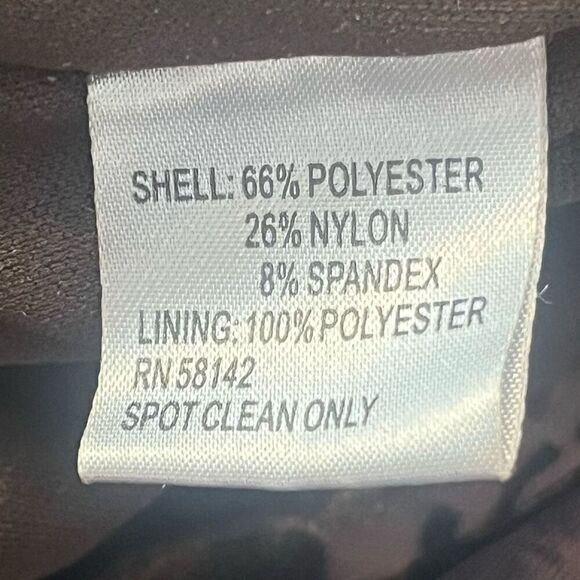 SHELL: 66% POLYESTER
26% NYLON
8% SPANDEX
LINING: 100% POLYESTER
RN 58142
SPOT CLEAN ONLY